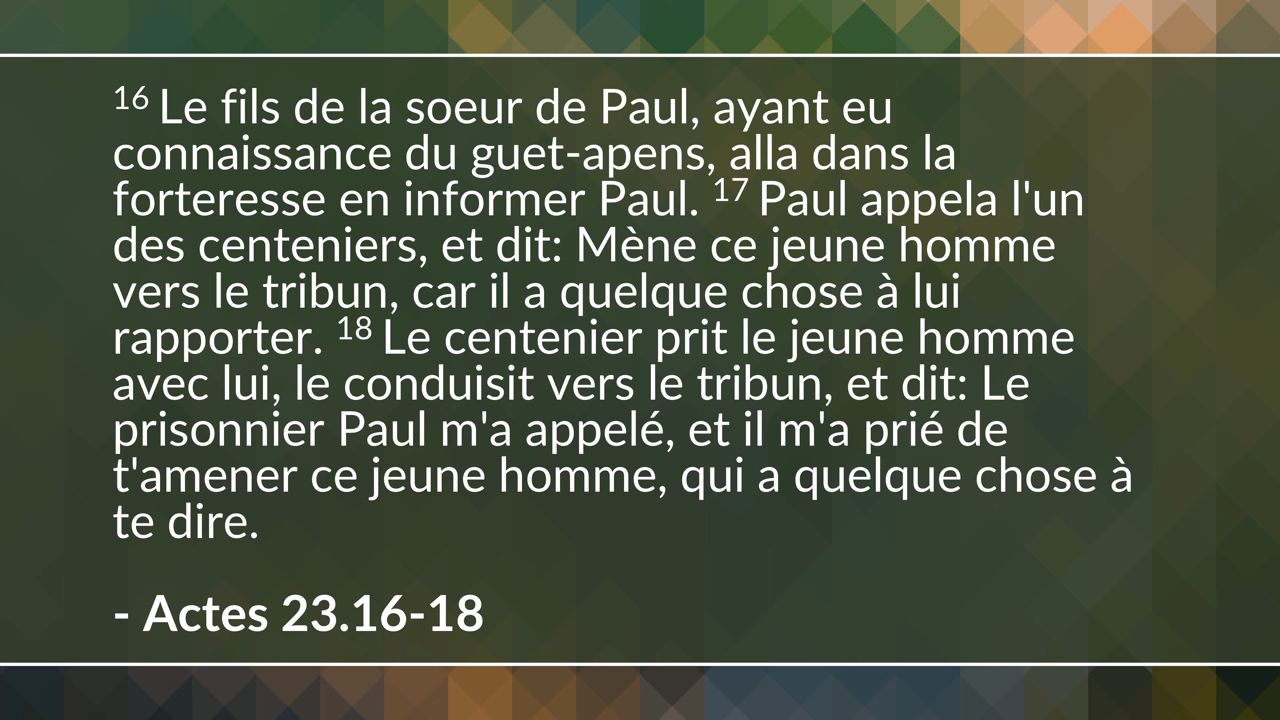 16 Le fils de la soeur de Paul, ayant eu
connaissance du guet-apens, alla dans la
forteresse en informer Paul. 17 Paul appela l'un
des centeniers, et dit: Mène ce jeune homme
vers le tribun, car il a quelque chose à lui
rapporter. 18 Le centenier prit le jeune homme
avec lui, le conduisit vers le tribun, et dit: Le
prisonnier Paul m'a appelé, et il m'a prié de
t'amener ce jeune homme, qui a quelque chose à
te dire.
- Actes 23.16-18